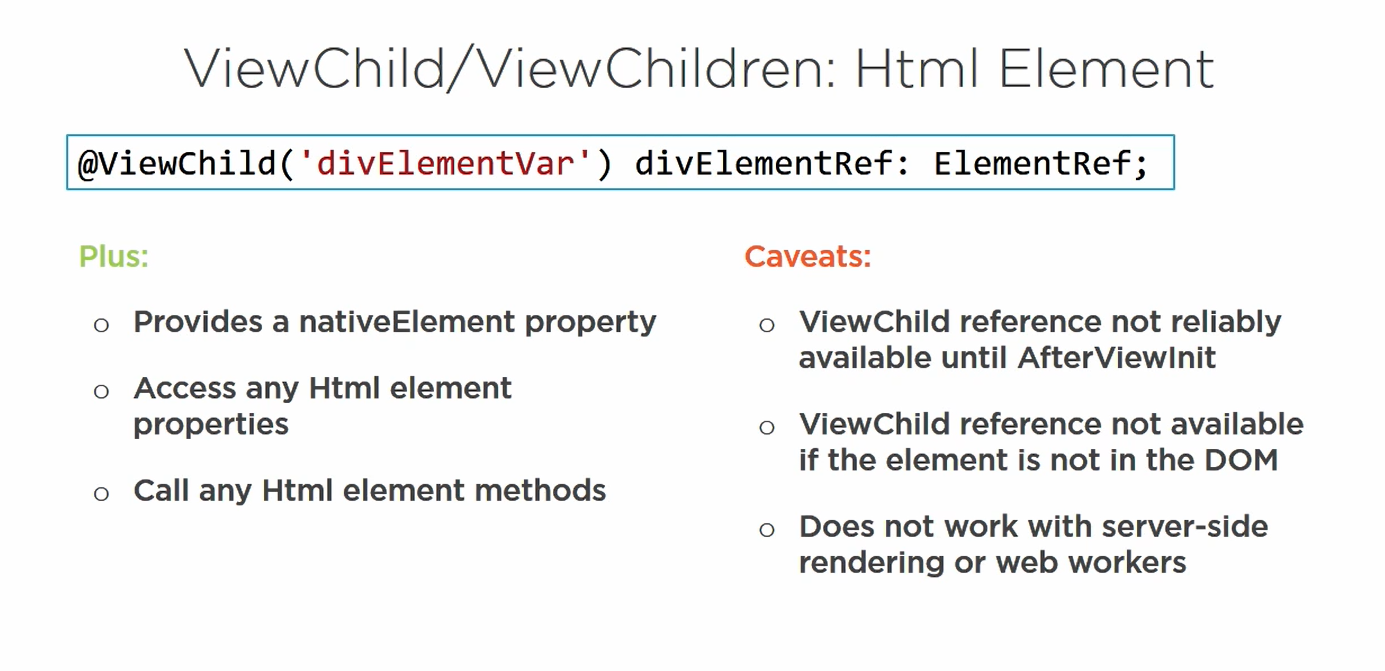 ViewChild/ViewChildren: Html Element
@ViewChild('divElementVar') divElementRef: ElementRef;
Plus:
o Provides a nativeElement property
o Access any Html element
properties
o Call any Html element methods
Caveats:
o ViewChild reference not reliably
available until AfterViewInit
o ViewChild reference not available
if the element is not in the DOM
o Does not work with server-side
rendering or web workers